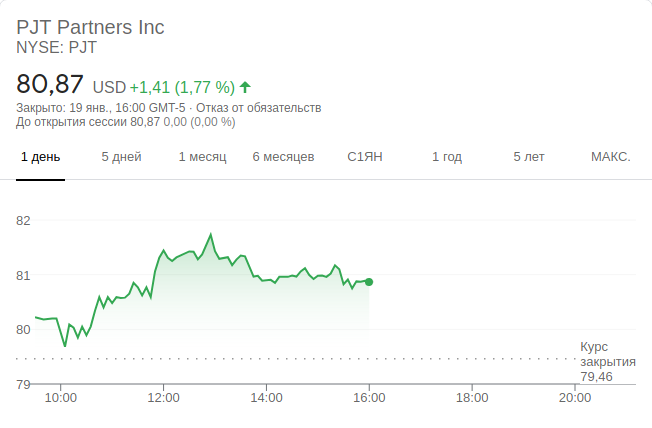 PJT Partners Inc
NYSE: PJT
80,87 USD +1,41 (1,77 %)
Закрыто: 19 янв., 16:00 GMT-5 · Отказ от обязательств
До открытия сессии 80,87 0,00 (0,00 %)
1 день 5 дней 1 месяц 6 месяцев С1ЯН 1 год 5 лет МАКС.
82
81
80
Курс
закрытия
79,46
79
10:00 12:00 14:00 16:00 18:00 20:00